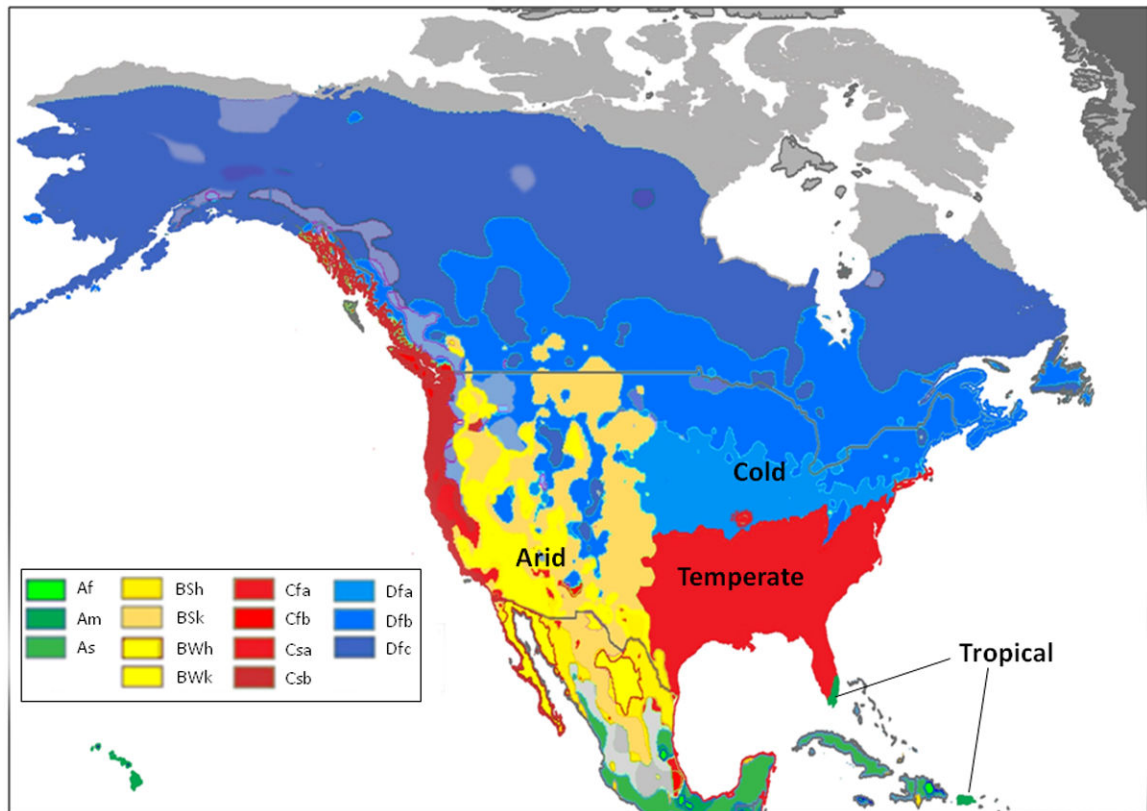 Cold
Arid
Temperate
Tropical
Af BSh Cfa Dfa
Am BSk Cfb Dfb
As BWh Csa Dfc
BWk Csb